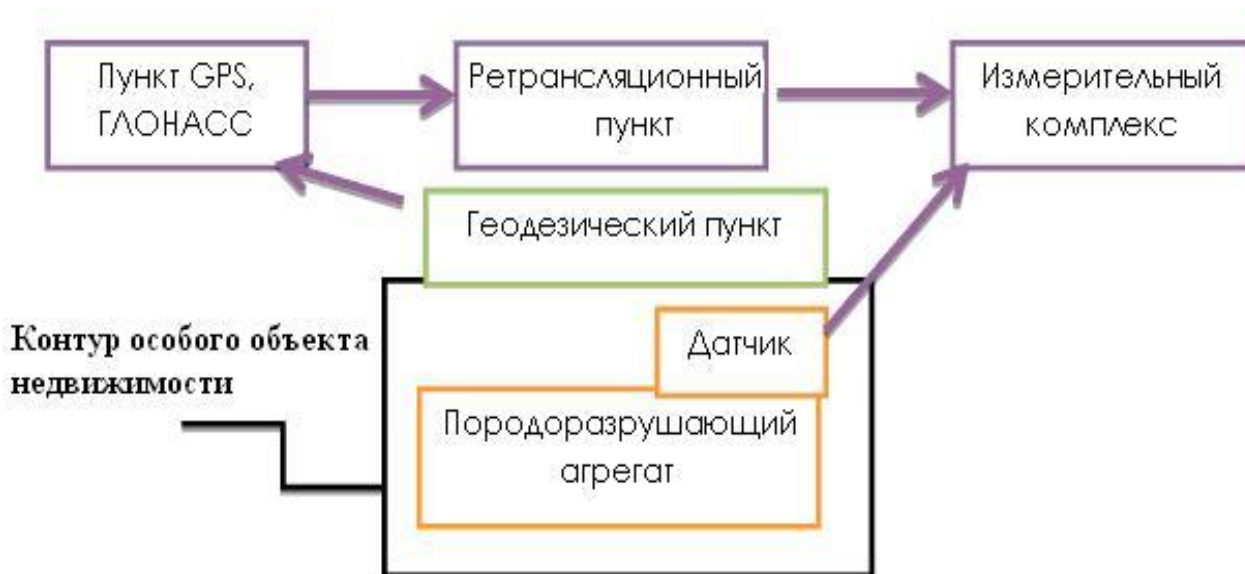 Пункт GPS,
ГЛОНАСС
Ретрансляционный
пункт
Измерительный
комплекс
Геодезический пункт
Контур особого объекта
недвижимости
Датчик
Породоразрушающий
агрегат